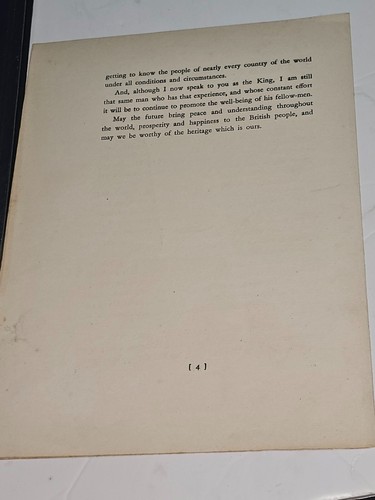 getting to know the people of nearly every country of the world
under all conditions and circumstances.
And, although I now speak to you as the King, I am still
that same man who has that experience, and whose constant effort
it will be to continue to promote the well-being of his fellow-men.
May the future bring peace and understanding throughout
the world, prosperity and happiness to the British people, and
may we be worthy of the heritage which is ours.
[ 4 ]